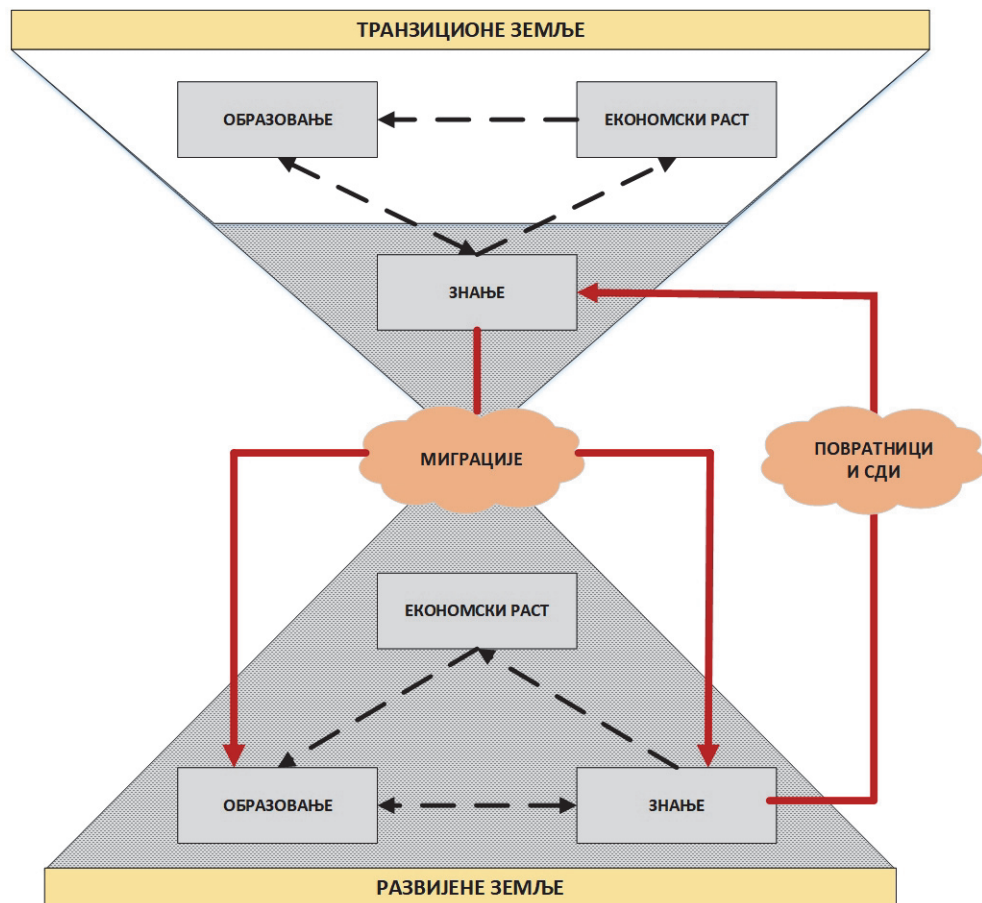 ТРАНЗИЦИОНЕ ЗЕМЉЕ
ОБРАЗОВАЊЕ
ЕКОНОМСКИ РАСТ
ЗНАЊЕ
МИГРАЦИЈЕ
ПОВРАТНИЦИ
И СДИ
ЕКОНОМСКИ РАСТ
ОБРАЗОВАЊЕ
ЗНАЊЕ
РАЗВИЈЕНЕ ЗЕМЉЕ